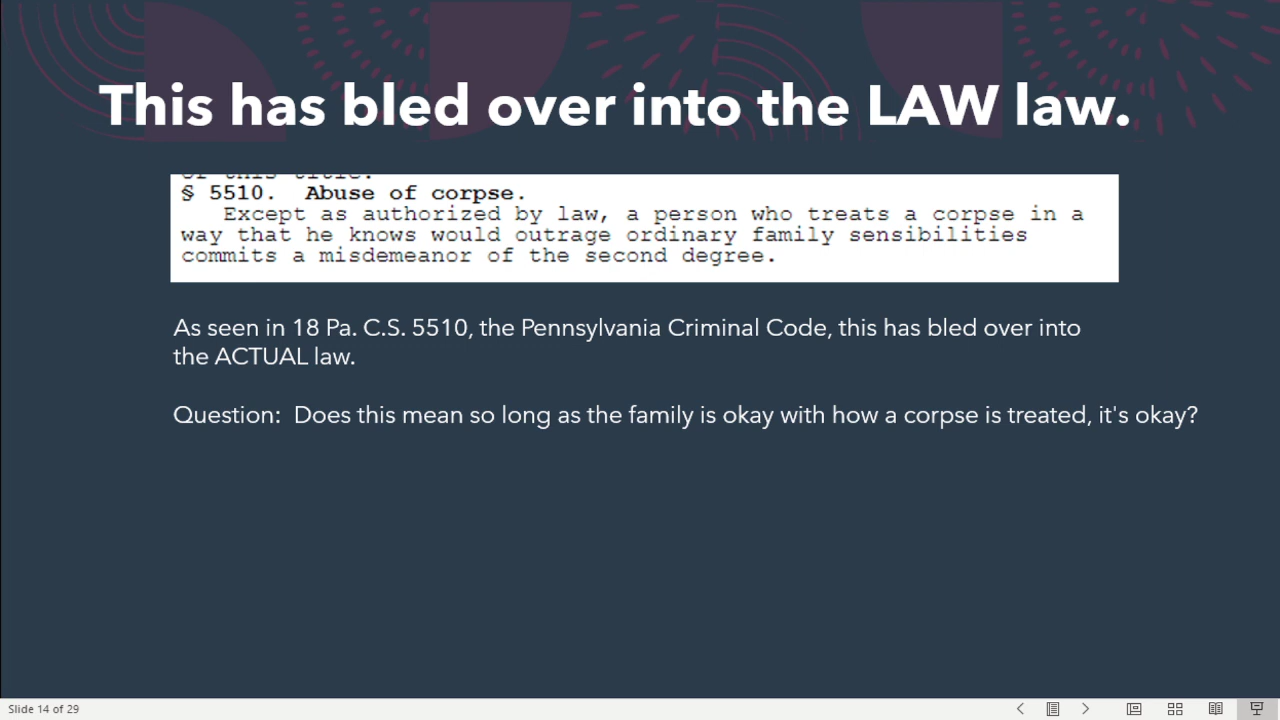 This has bled over into the LAW law.
of this title.
§ 5510. Abuse of corpse.
Except as authorized by law, a person who treats a corpse in a
way that he knows would outrage ordinary family sensibilities
commits a misdemeanor of the second degree.
As seen in 18 Pa. C.S. 5510, the Pennsylvania Criminal Code, this has bled over into
the ACTUAL law.
Question:  Does this mean so long as the family is okay with how a corpse is treated, it's okay?
Slide 14 of 29